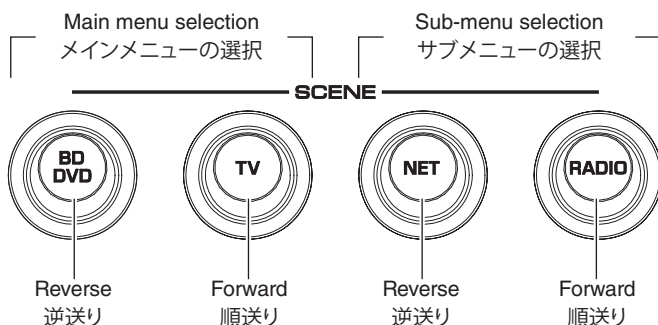 Main menu selection
メインメニューの選択
Sub-menu selection
サブメニューの選択
SCENE
BD
DVD
TV
NET
RADIO
Reverse
逆送り
Forward
順送り
Reverse
逆送り
Forward
順送り